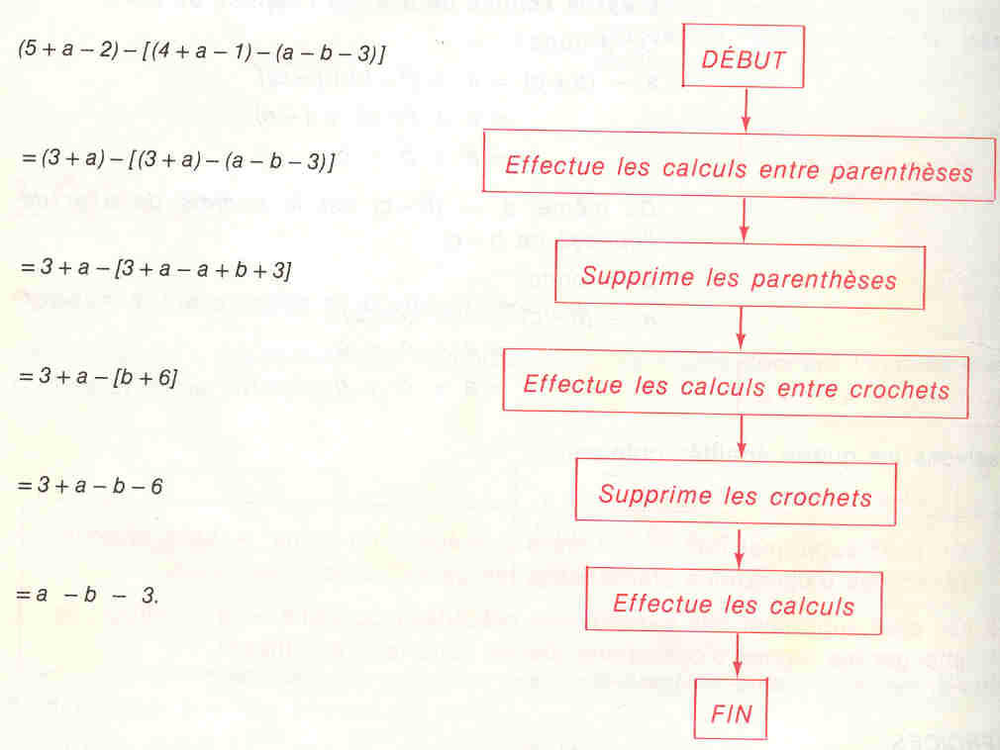 (5 + a − 2) − [(4 + a − 1) − (a − b − 3)]
DÉBUT
= (3 + a) − [(3 + a) − (a − b − 3)]
Effectue les calculs entre parenthèses
= 3 + a − [3 + a − a + b + 3]
Supprime les parenthèses
= 3 + a − [b + 6]
Effectue les calculs entre crochets
= 3 + a − b − 6
Supprime les crochets
= a − b − 3.
Effectue les calculs
FIN